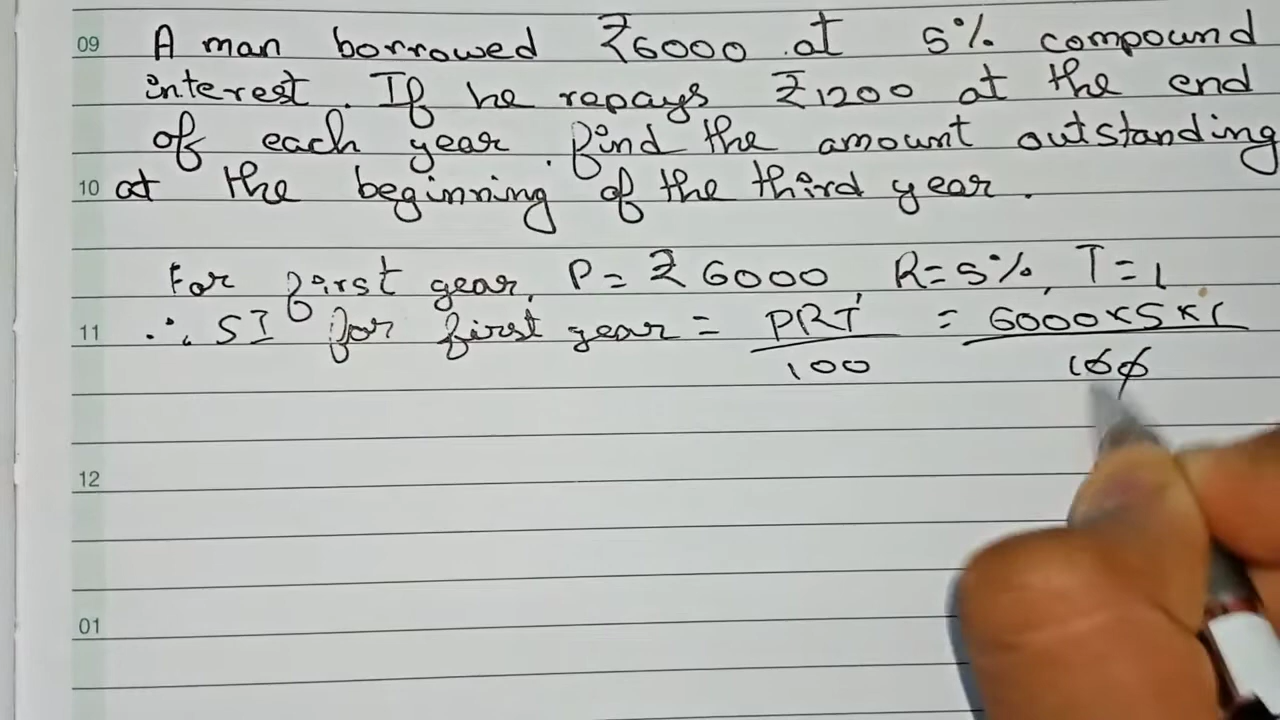 09 A man borrowed ₹6000 at 5% compound
interest. If he repays ₹1200 at the end
of each year. Find the amount outstanding
10 at the beginning of the third year.
For first year, P = ₹ 6000, R = 5%, T = 1
11 ∴ SI for first year = PRT/100 = 6000×5×1/100
12
01